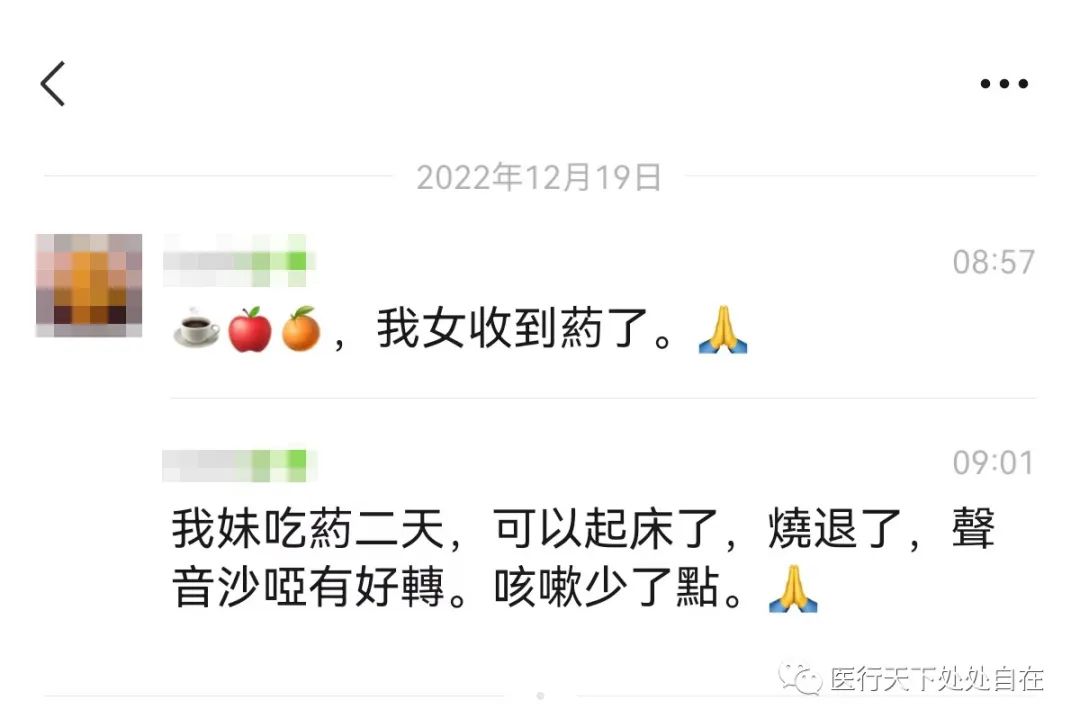 2022年12月19日
08:57
☕🍎🍊，我女收到葯了。🙏
09:01
我妹吃葯二天，可以起床了，燒退了，聲
音沙啞有好轉。咳嗽少了點。🙏
医行天下处处自在